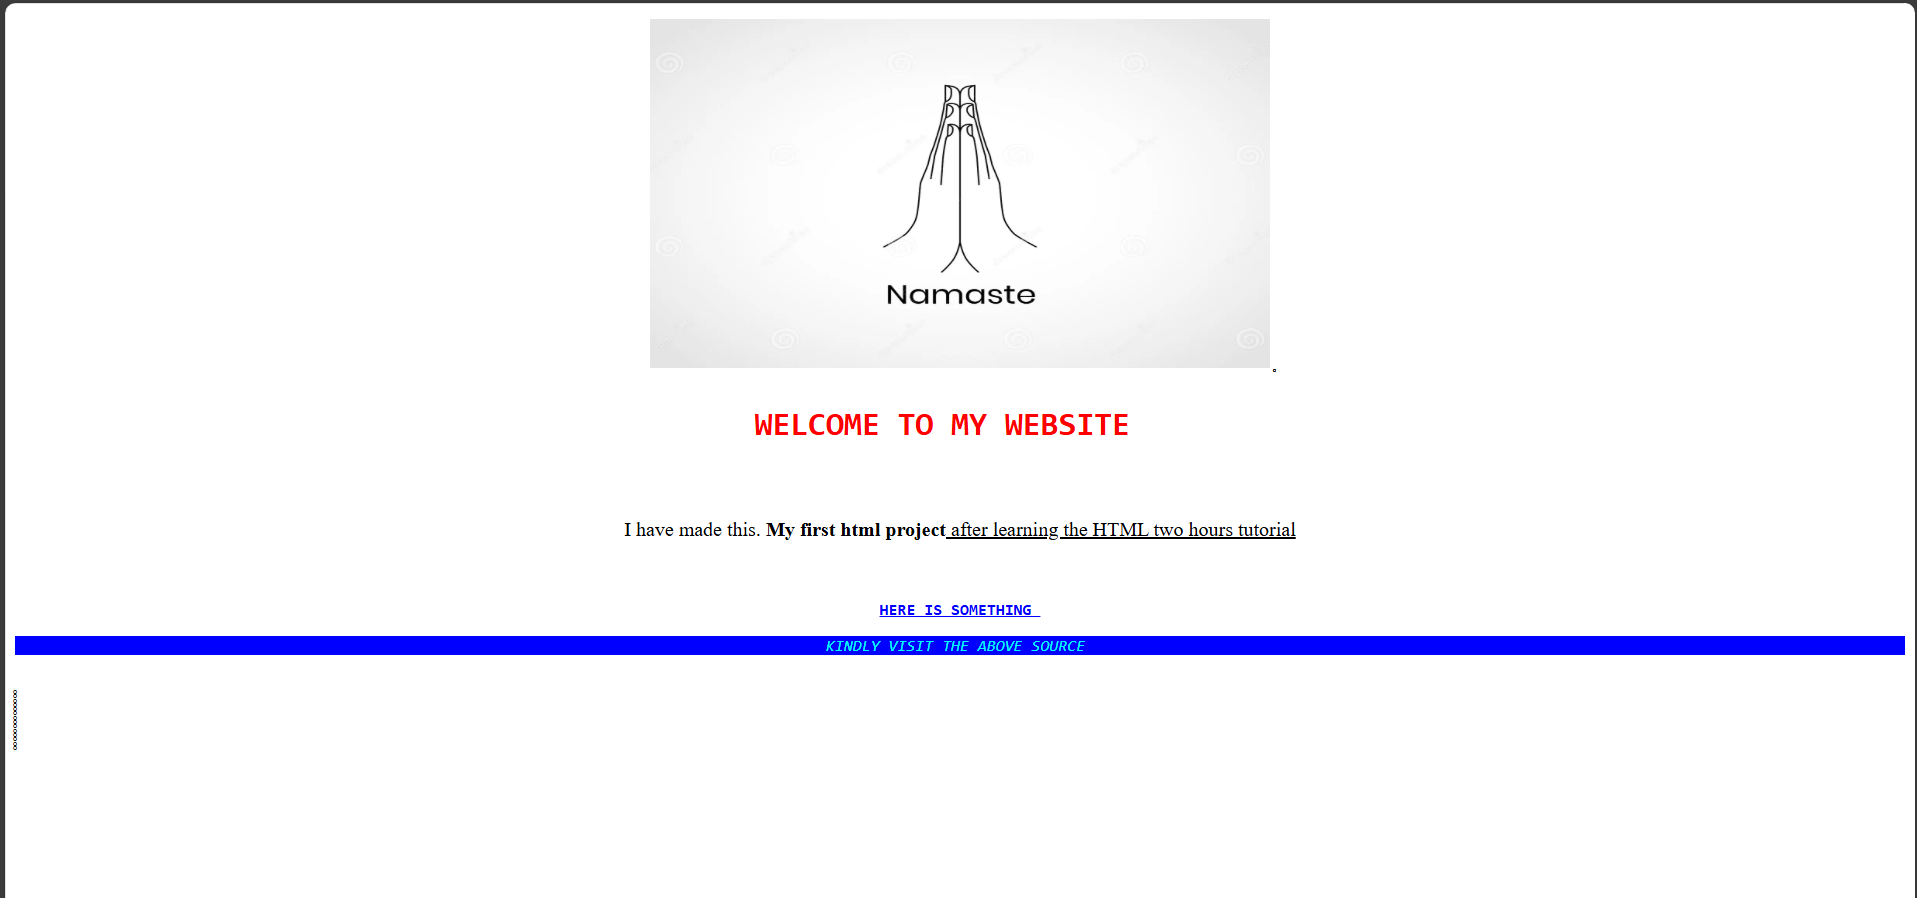 Namaste
WELCOME TO MY WEBSITE
I have made this. My first html project after learning the HTML two hours tutorial
HERE IS SOMETHING
KINDLY VISIT THE ABOVE SOURCE